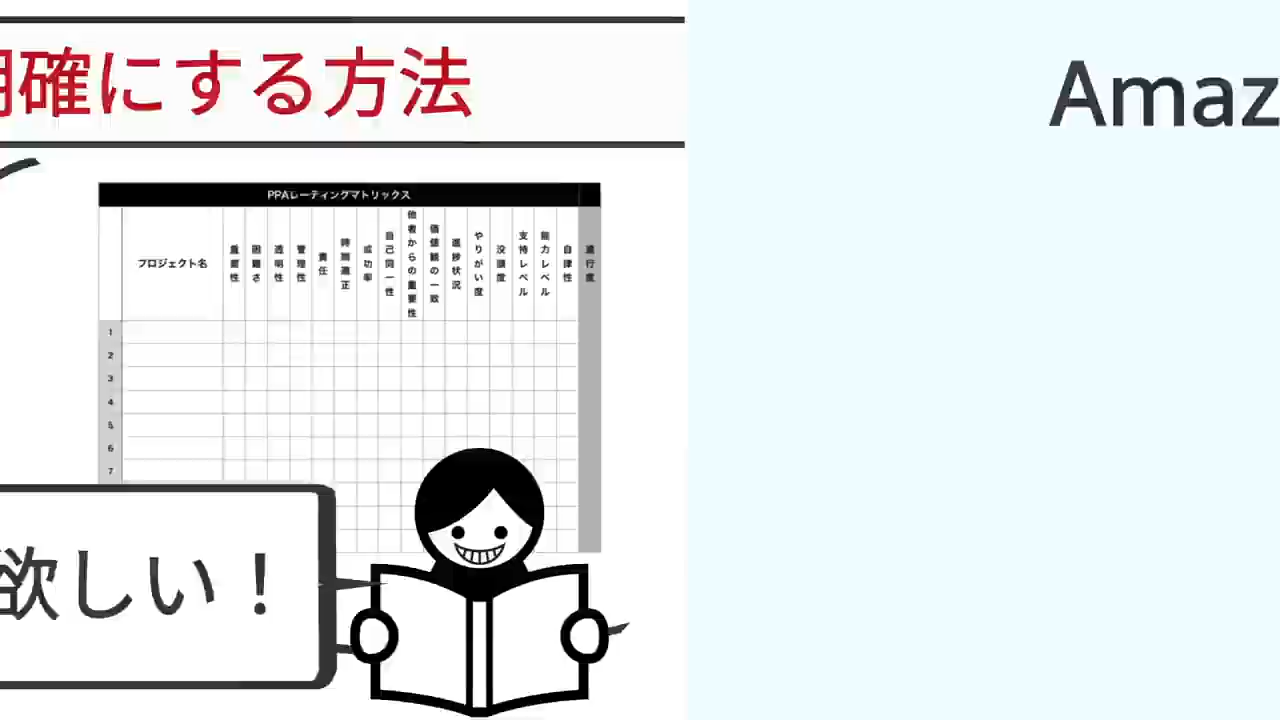 明確にする方法
Amaz
PPAレーティングマトリックス
プロジェクト名
重要性
困難さ
透明性
管理性
責任
時間適正
成功率
自己同一性
他者からの重要性
価値観の一致
進捗状況
やりがい度
没頭度
支持レベル
能力レベル
自律性
遂行度
1
2
3
4
5
6
7
欲しい！